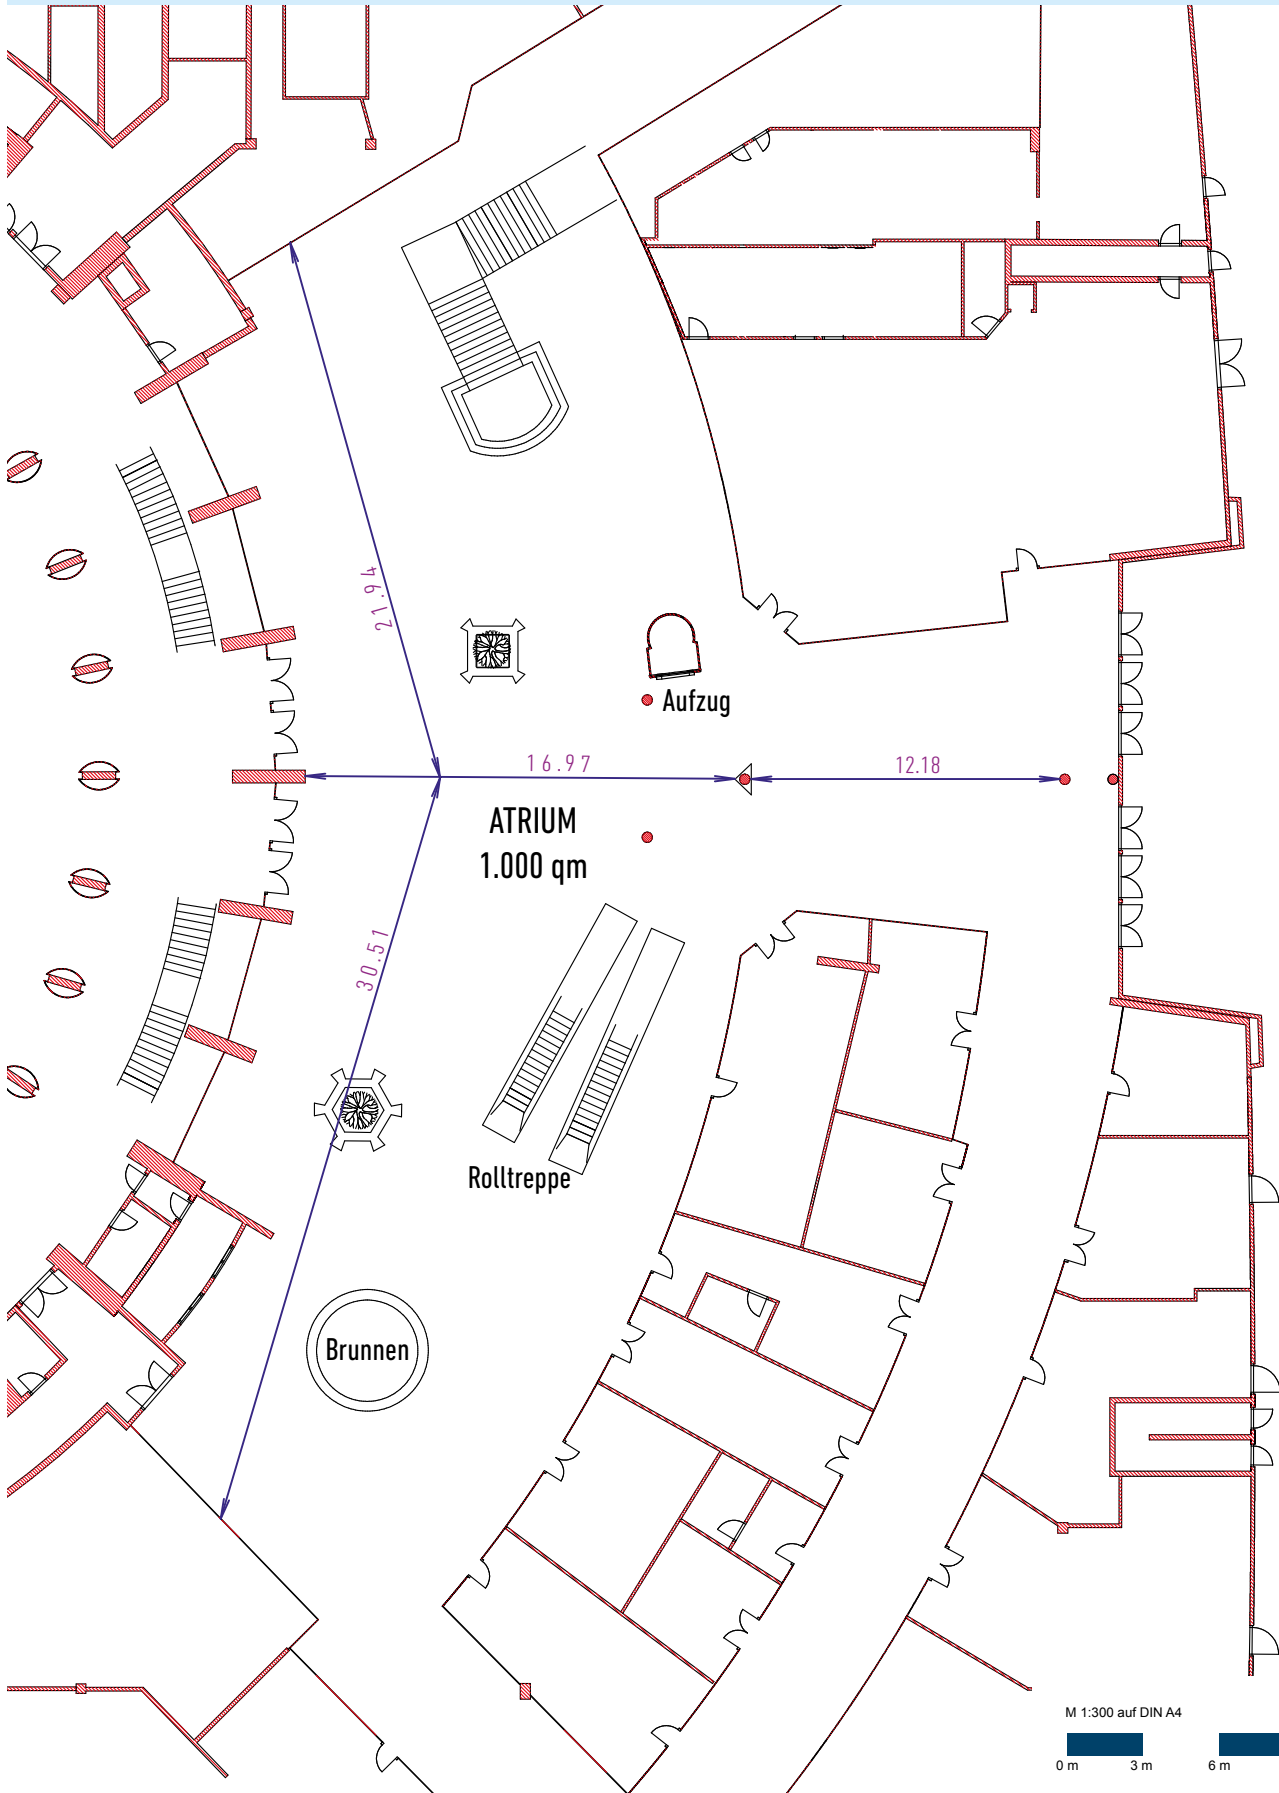 21.94
Aufzug
16.97
12.18
ATRIUM
1.000 qm
30.51
Rolltreppe
Brunnen
M 1:300 auf DIN A4
0 m 3 m 6 m